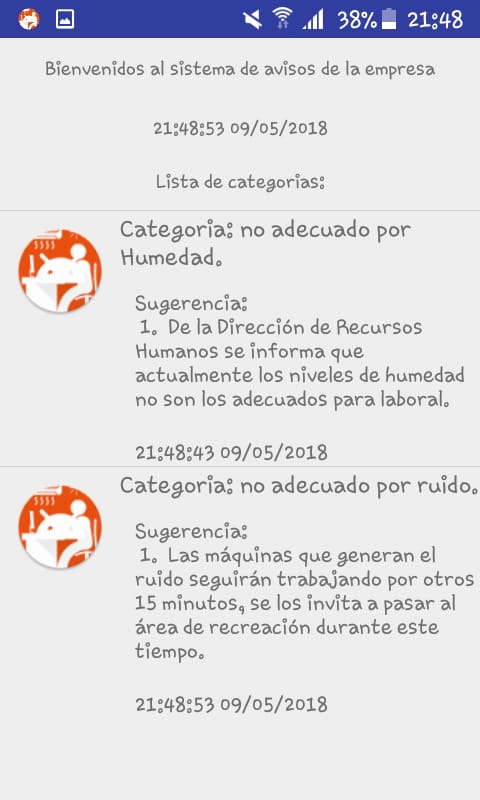 38% 21:48
Bienvenidos al sistema de avisos de la empresa
21:48:53 09/05/2018
Lista de categorias:
Categoria: no adecuado por
Humedad.
Sugerencia:
1. De la Dirección de Recursos
Humanos se informa que
actualmente los niveles de humedad
no son los adecuados para laboral.
21:48:43 09/05/2018
Categoria: no adecuado por ruido.
Sugerencia:
1. Las máquinas que generan el
ruido seguirán trabajando por otros
15 minutos, se los invita a pasar al
área de recreación durante este
tiempo.
21:48:53 09/05/2018